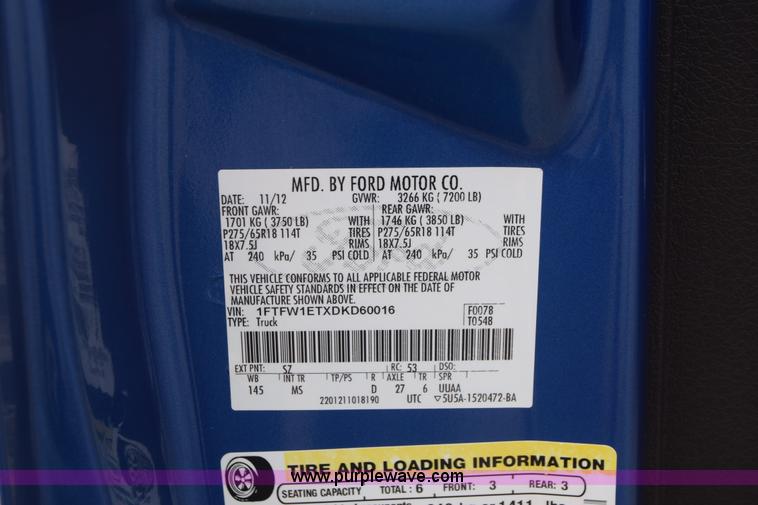 MFD. BY FORD MOTOR CO.
DATE: 11/12 GVWR: 3266 KG ( 7200 LB)
FRONT GAWR: REAR GAWR:
1701 KG ( 3750 LB) WITH 1746 KG ( 3850 LB) WITH
P275/65R18 114T TIRES P275/65R18 114T TIRES
18X7.5J RIMS 18X7.5J RIMS
AT 240 kPa/ 35 PSI COLD AT 240 kPa/ 35 PSI COLD
THIS VEHICLE CONFORMS TO ALL APPLICABLE FEDERAL MOTOR
VEHICLE SAFETY STANDARDS IN EFFECT ON THE DATE OF
MANUFACTURE SHOWN ABOVE.
VIN: 1FTFW1ETXDKD60016 F0078
TYPE: Truck T0548
EXT PNT: SZ RC: 53 DSO:
WB INT TR TP/PS R AXLE TR SPR
145 MS D 27 6 UUAA
2201211018190 UTC ▽5U5A-1520472-BA
TIRE AND LOADING INFORMATION
SEATING CAPACITY TOTAL: 6 FRONT: 3 REAR: 3
www.purplewave.com
1411 lbs